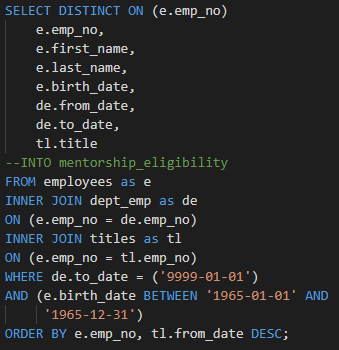 SELECT DISTINCT ON (e.emp_no)
    e.emp_no,
    e.first_name,
    e.last_name,
    e.birth_date,
    de.from_date,
    de.to_date,
    tl.title
--INTO mentorship_eligibility
FROM employees as e
INNER JOIN dept_emp as de
ON (e.emp_no = de.emp_no)
INNER JOIN titles as tl
ON (e.emp_no = tl.emp_no)
WHERE de.to_date = ('9999-01-01')
AND (e.birth_date BETWEEN '1965-01-01' AND
     '1965-12-31')
ORDER BY e.emp_no, tl.from_date DESC;